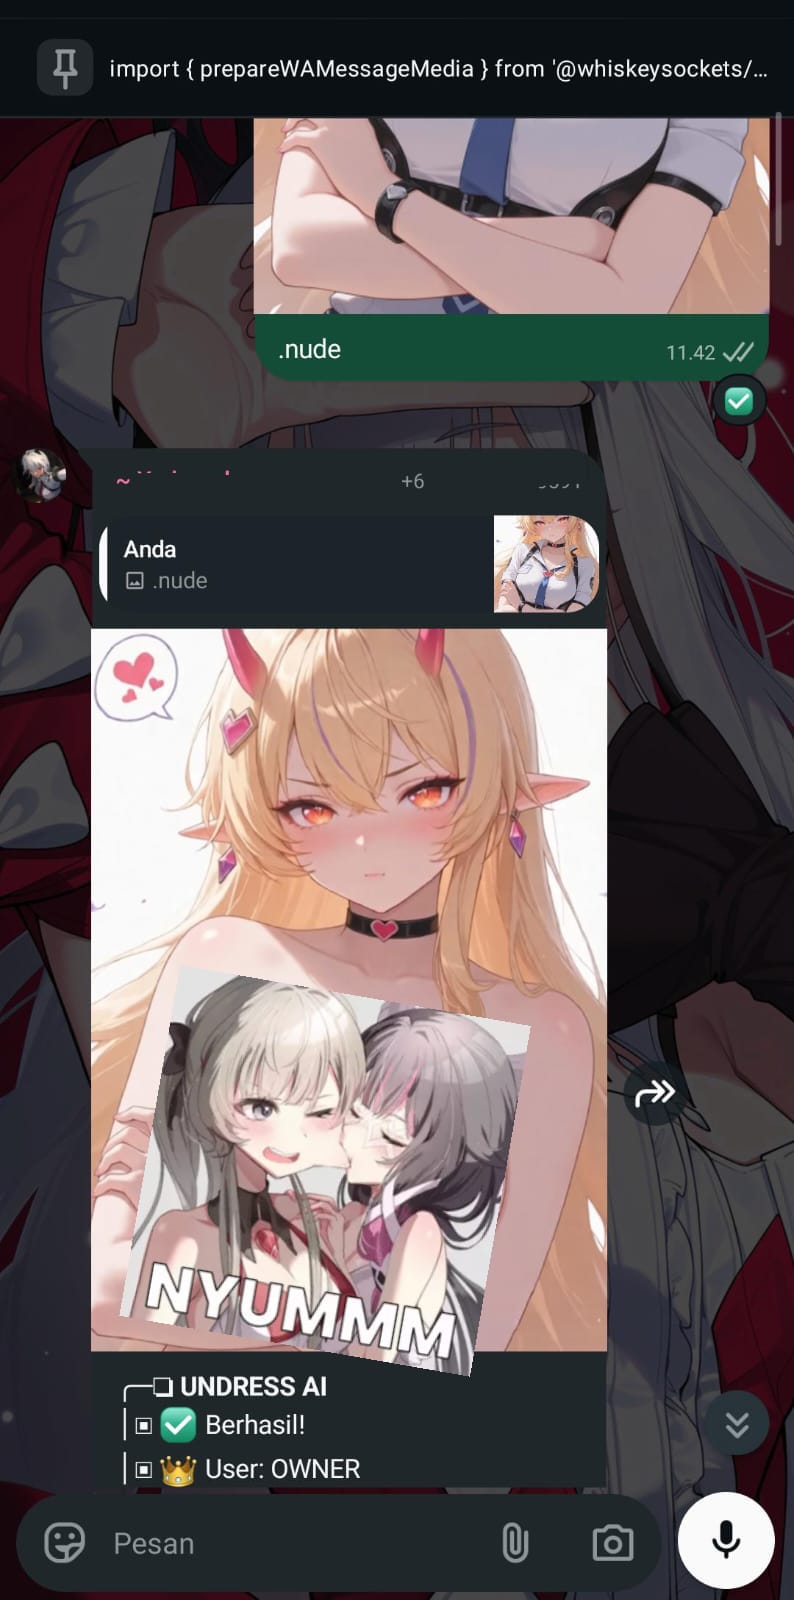 import { prepareWAMessageMedia } from '@whiskeysockets/...
.nude
11.42
+6
Anda
.nude
NYUMMM
UNDRESS AI
Berhasil!
User: OWNER
Pesan